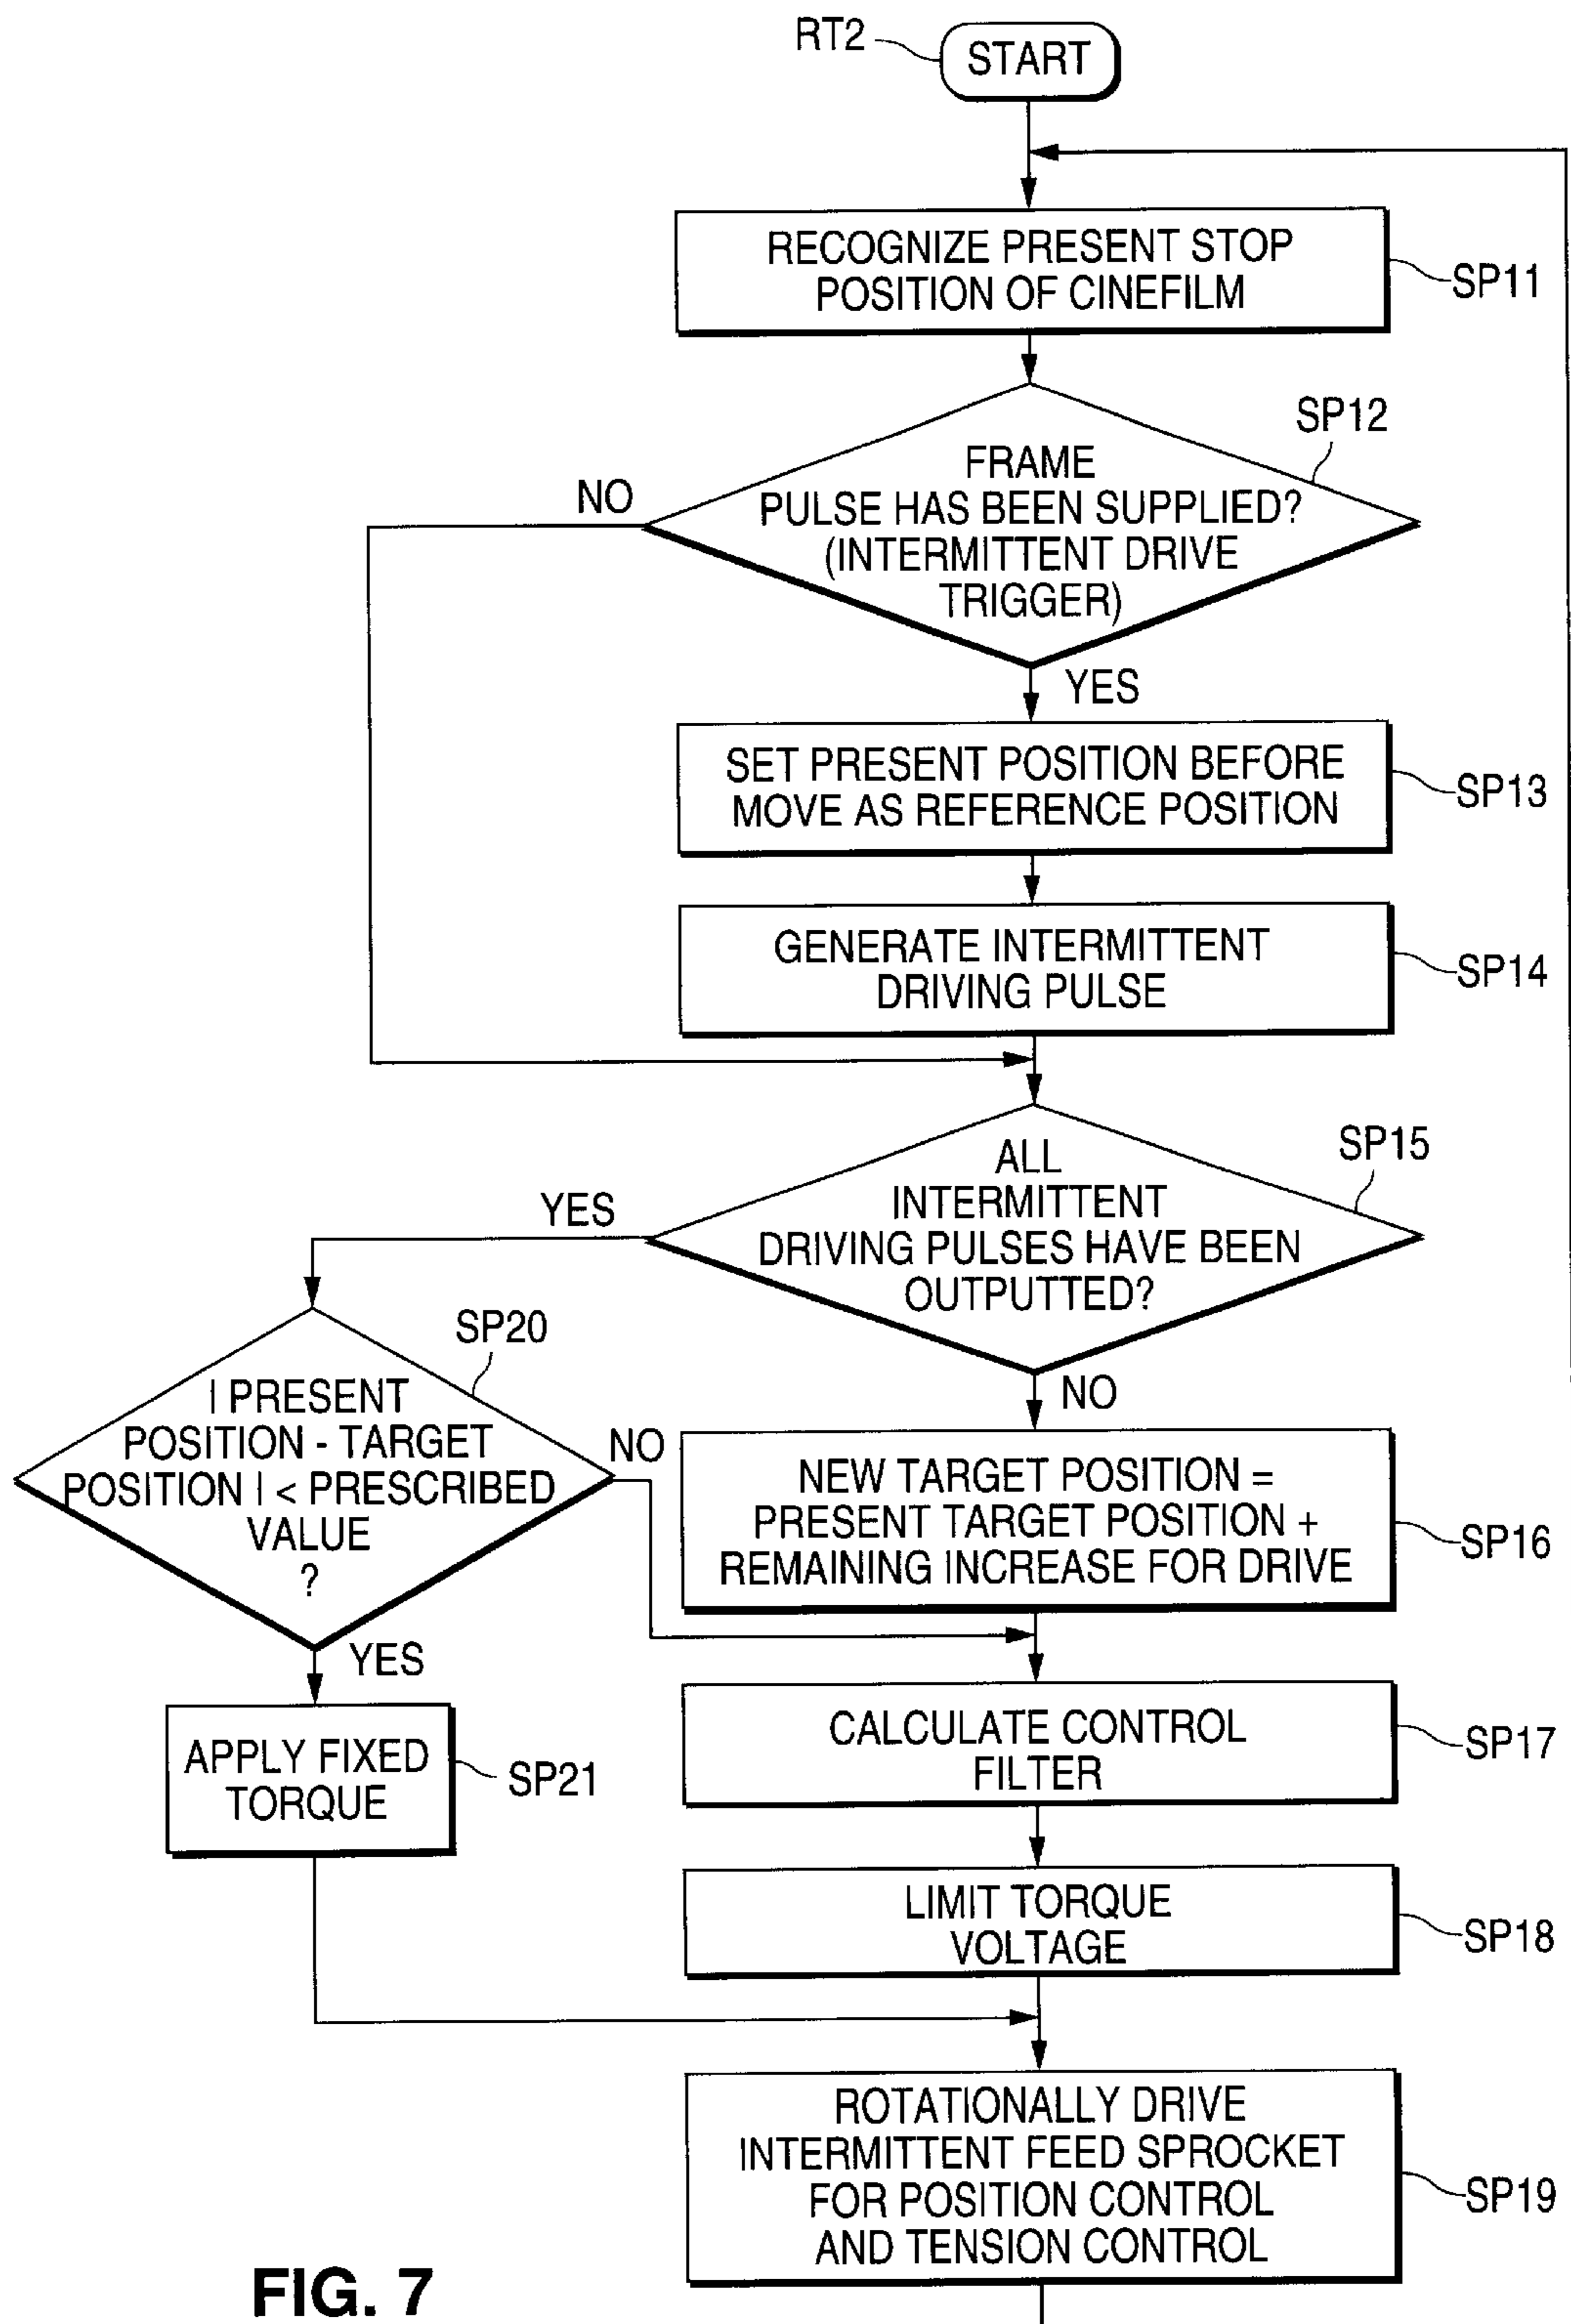 RT2
START
RECOGNIZE PRESENT STOP
POSITION OF CINEFILM
SP11
SP12
FRAME
PULSE HAS BEEN SUPPLIED?
(INTERMITTENT DRIVE
TRIGGER)
NO
YES
SET PRESENT POSITION BEFORE
MOVE AS REFERENCE POSITION
SP13
GENERATE INTERMITTENT
DRIVING PULSE
SP14
SP15
ALL
INTERMITTENT
DRIVING PULSES HAVE BEEN
OUTPUTTED?
YES
NO
SP20
| PRESENT
POSITION - TARGET
POSITION | < PRESCRIBED
VALUE
?
NO
YES
NEW TARGET POSITION =
PRESENT TARGET POSITION +
REMAINING INCREASE FOR DRIVE
SP16
CALCULATE CONTROL
FILTER
SP17
APPLY FIXED
TORQUE
SP21
LIMIT TORQUE
VOLTAGE
SP18
ROTATIONALLY DRIVE
INTERMITTENT FEED SPROCKET
FOR POSITION CONTROL
AND TENSION CONTROL
SP19
FIG. 7